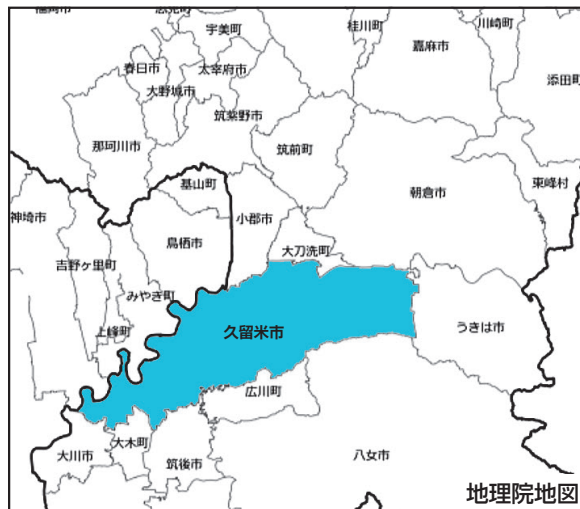 志免町
宇美町
桂川町
川崎町
嘉麻市
春日市
太宰府市
大野城市
添田町
筑紫野市
那珂川市
筑前町
基山町
朝倉市
東峰村
神埼市
小郡市
鳥栖市
大刀洗町
吉野ヶ里町
みやき町
上峰町
久留米市
うきは市
広川町
大川市
大木町
筑後市
八女市
地理院地図